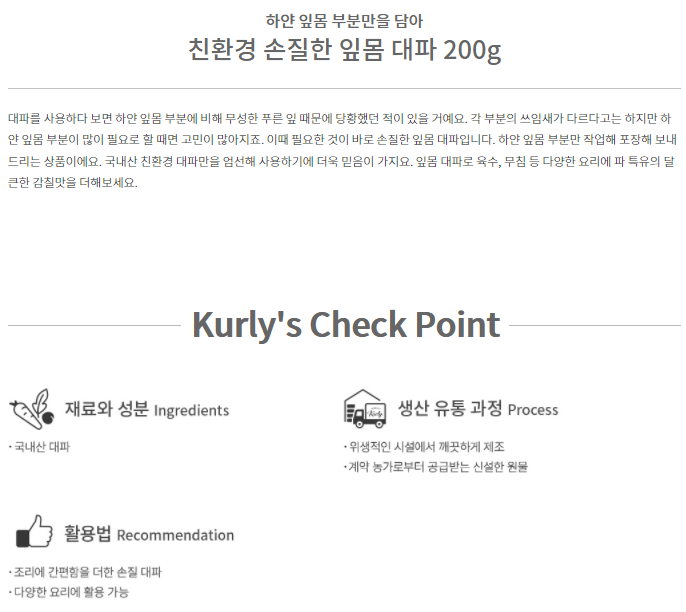 하얀 잎몸 부분만을 담아
친환경 손질한 잎몸 대파 200g
대파를 사용하다 보면 하얀 잎몸 부분에 비해 무성한 푸른 잎 때문에 당황했던 적이 있을 거예요. 각 부분의 쓰임새가 다르다고는 하지만 하
얀 잎몸 부분이 많이 필요로 할 때면 고민이 많아지죠. 이때 필요한 것이 바로 손질한 잎몸 대파입니다. 하얀 잎몸 부분만 작업해 포장해 보내
드리는 상품이에요. 국내산 친환경 대파만을 엄선해 사용하기에 더욱 믿음이 가지요. 잎몸 대파로 육수, 무침 등 다양한 요리에 파 특유의 달
큰한 감칠맛을 더해보세요.
Kurly's Check Point
재료와 성분 Ingredients
· 국내산 대파
Kurly
생산 유통 과정 Process
· 위생적인 시설에서 깨끗하게 제조
· 계약 농가로부터 공급받는 신설한 원물
활용법 Recommendation
· 조리에 간편함을 더한 손질 대파
· 다양한 요리에 활용 가능